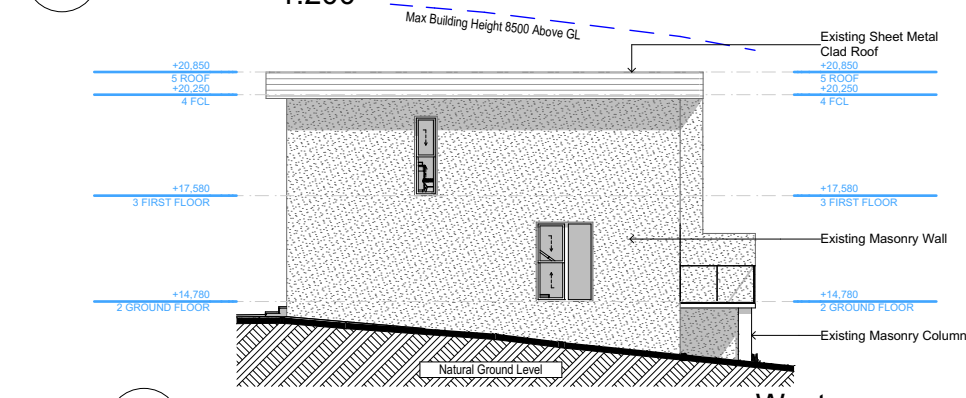 1:200
Max Building Height 8500 Above GL
Existing Sheet Metal
Clad Roof
+20,850
5 ROOF
+20,250
4 FCL
+20,850
5 ROOF
+20,250
4 FCL
+17,580
3 FIRST FLOOR
+17,580
3 FIRST FLOOR
Existing Masonry Wall
+14,780
2 GROUND FLOOR
+14,780
2 GROUND FLOOR
Existing Masonry Column
Natural Ground Level